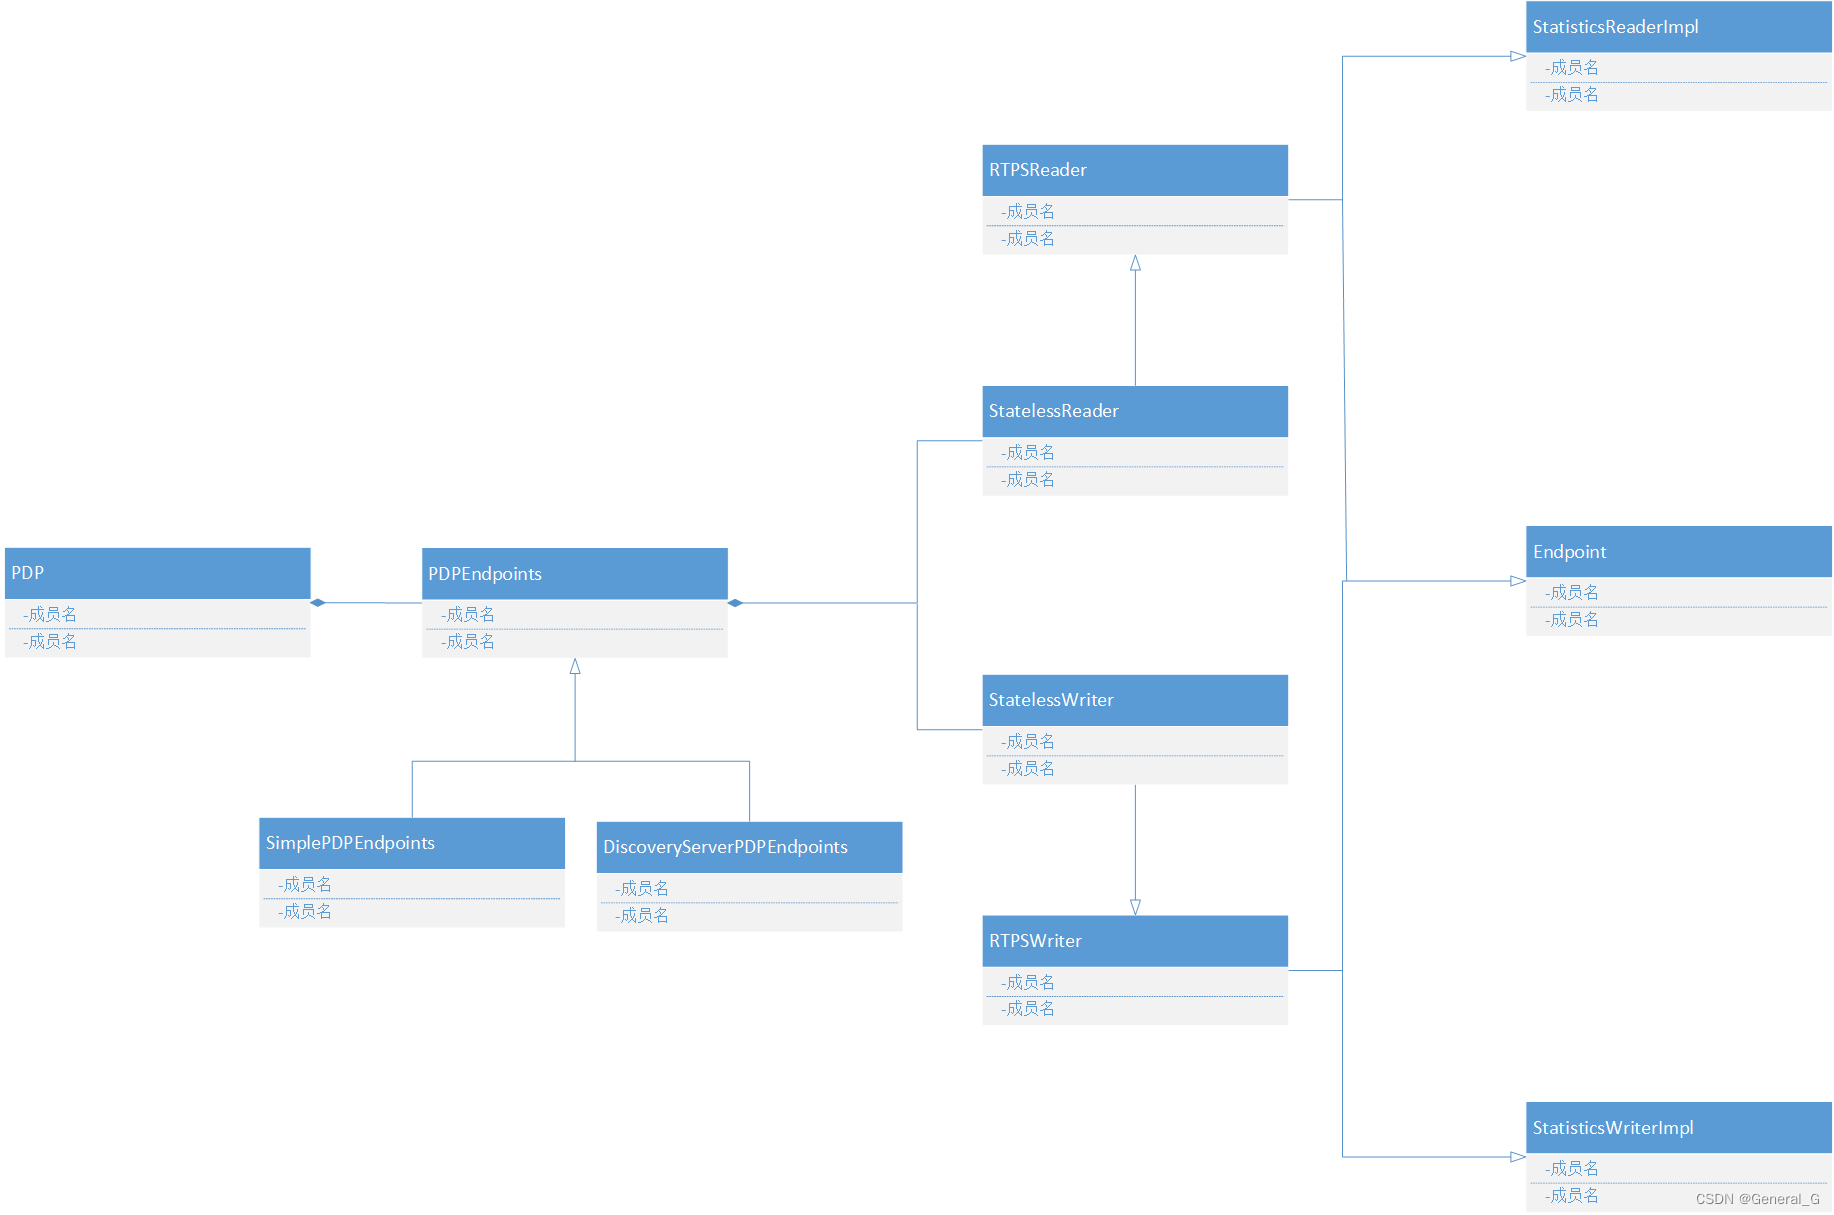 StatisticsReaderImpl
-成员名
-成员名
RTPSReader
-成员名
-成员名
StatelessReader
-成员名
-成员名
PDP
-成员名
-成员名
PDPEndpoints
-成员名
-成员名
Endpoint
-成员名
-成员名
StatelessWriter
-成员名
-成员名
SimplePDPEndpoints
-成员名
-成员名
DiscoveryServerPDPEndpoints
-成员名
-成员名
RTPSWriter
-成员名
-成员名
StatisticsWriterImpl
-成员名
-成员名
CSDN @General_G